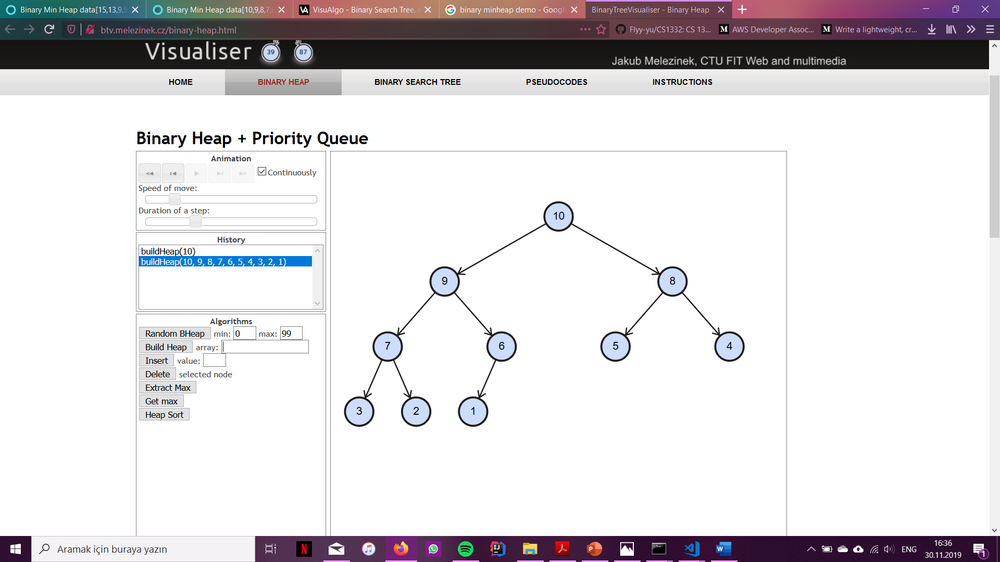 Binary Min Heap data[15,13,9,5
Binary Min Heap data[10,9,8,7,6
VisuAlgo - Binary Search Tree, A
binary minheap demo - Google
BinaryTreeVisualiser - Binary Heap
btv.melezinek.cz/binary-heap.html
Flyy-yu/CS1332: CS 13...
M AWS Developer Assoc...
M Write a lightweight, cr...
Visualiser 39 87
Jakub Melezinek, CTU FIT Web and multimedia
HOME BINARY HEAP BINARY SEARCH TREE PSEUDOCODES INSTRUCTIONS
Binary Heap + Priority Queue
Animation
Continuously
Speed of move:
Duration of a step:
History
buildHeap(10)
buildHeap(10, 9, 8, 7, 6, 5, 4, 3, 2, 1)
Algorithms
Random BHeap min: 0 max: 99
Build Heap array:
Insert value:
Delete selected node
Extract Max
Get max
Heap Sort
10
9 8
7 6 5 4
3 2 1
Aramak için buraya yazın
ENG
16:36
30.11.2019
1